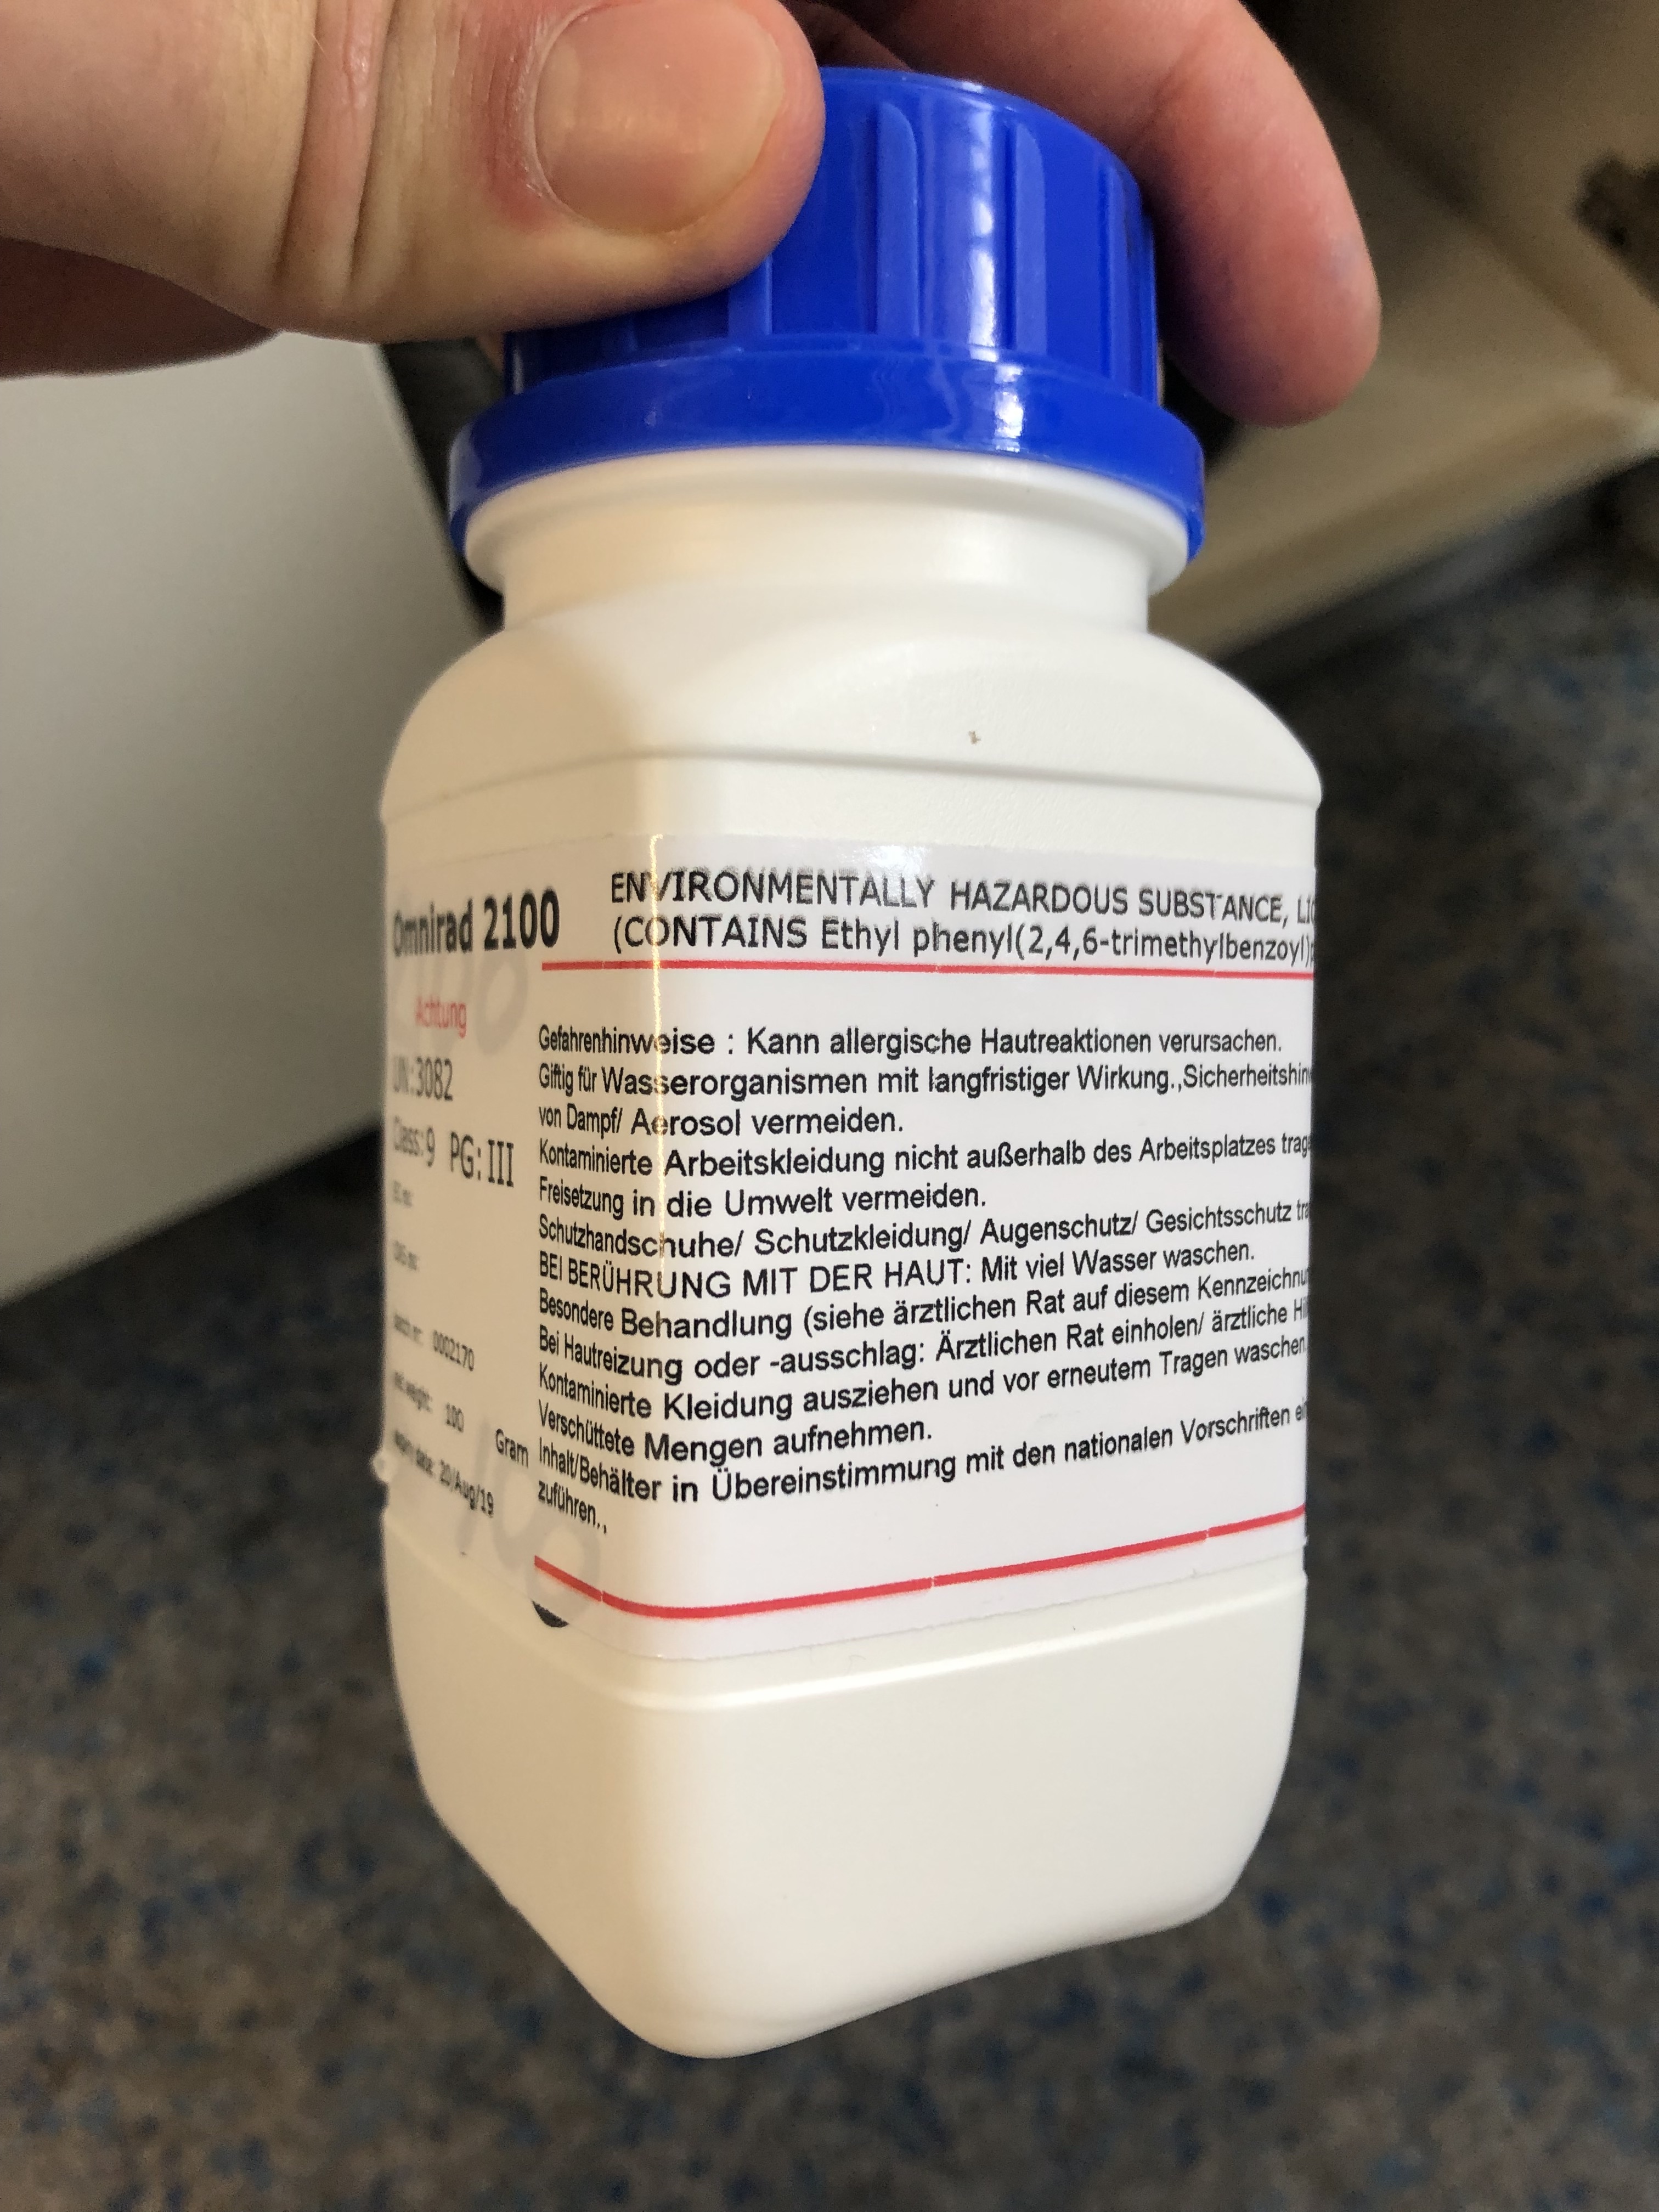 Omnirad 2100
ENVIRONMENTALLY HAZARDOUS SUBSTANCE,
(CONTAINS Ethyl phenyl(2,4,6-trimethylbenzoyl)
Achtung
UN:3082
Class:9 PG:III
batch nr: 0002170
net weight: 100 Gram
20/Aug/19
Gefahrenhinweise : Kann allergische Hautreaktionen verursachen.
Giftig für Wasserorganismen mit langfristiger Wirkung.,
von Dampf/ Aerosol vermeiden.
Kontaminierte Arbeitskleidung nicht außerhalb des Arbeitsplatzes
Freisetzung in die Umwelt vermeiden.
Schutzhandschuhe/ Schutzkleidung/ Augenschutz/ Gesichtsschutz
BEI BERÜHRUNG MIT DER HAUT: Mit viel Wasser waschen.
Besondere Behandlung (siehe ärztlichen Rat auf diesem
Bei Hautreizung oder -ausschlag: Ärztlichen Rat einholen/ ärztliche
Kontaminierte Kleidung ausziehen und vor erneutem Tragen waschen.
Verschüttete Mengen aufnehmen.
Inhalt/Behälter in Übereinstimmung mit den nationalen Vorschriften
zuführen.,